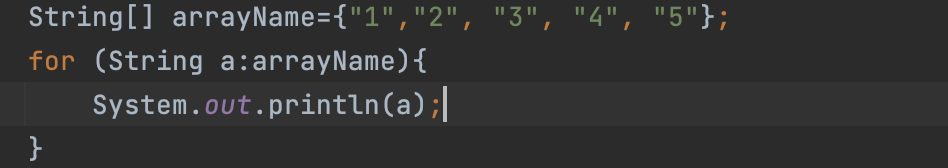 String[] arrayName={"1","2", "3", "4", "5"};
for (String a:arrayName){
    System.out.println(a);
}